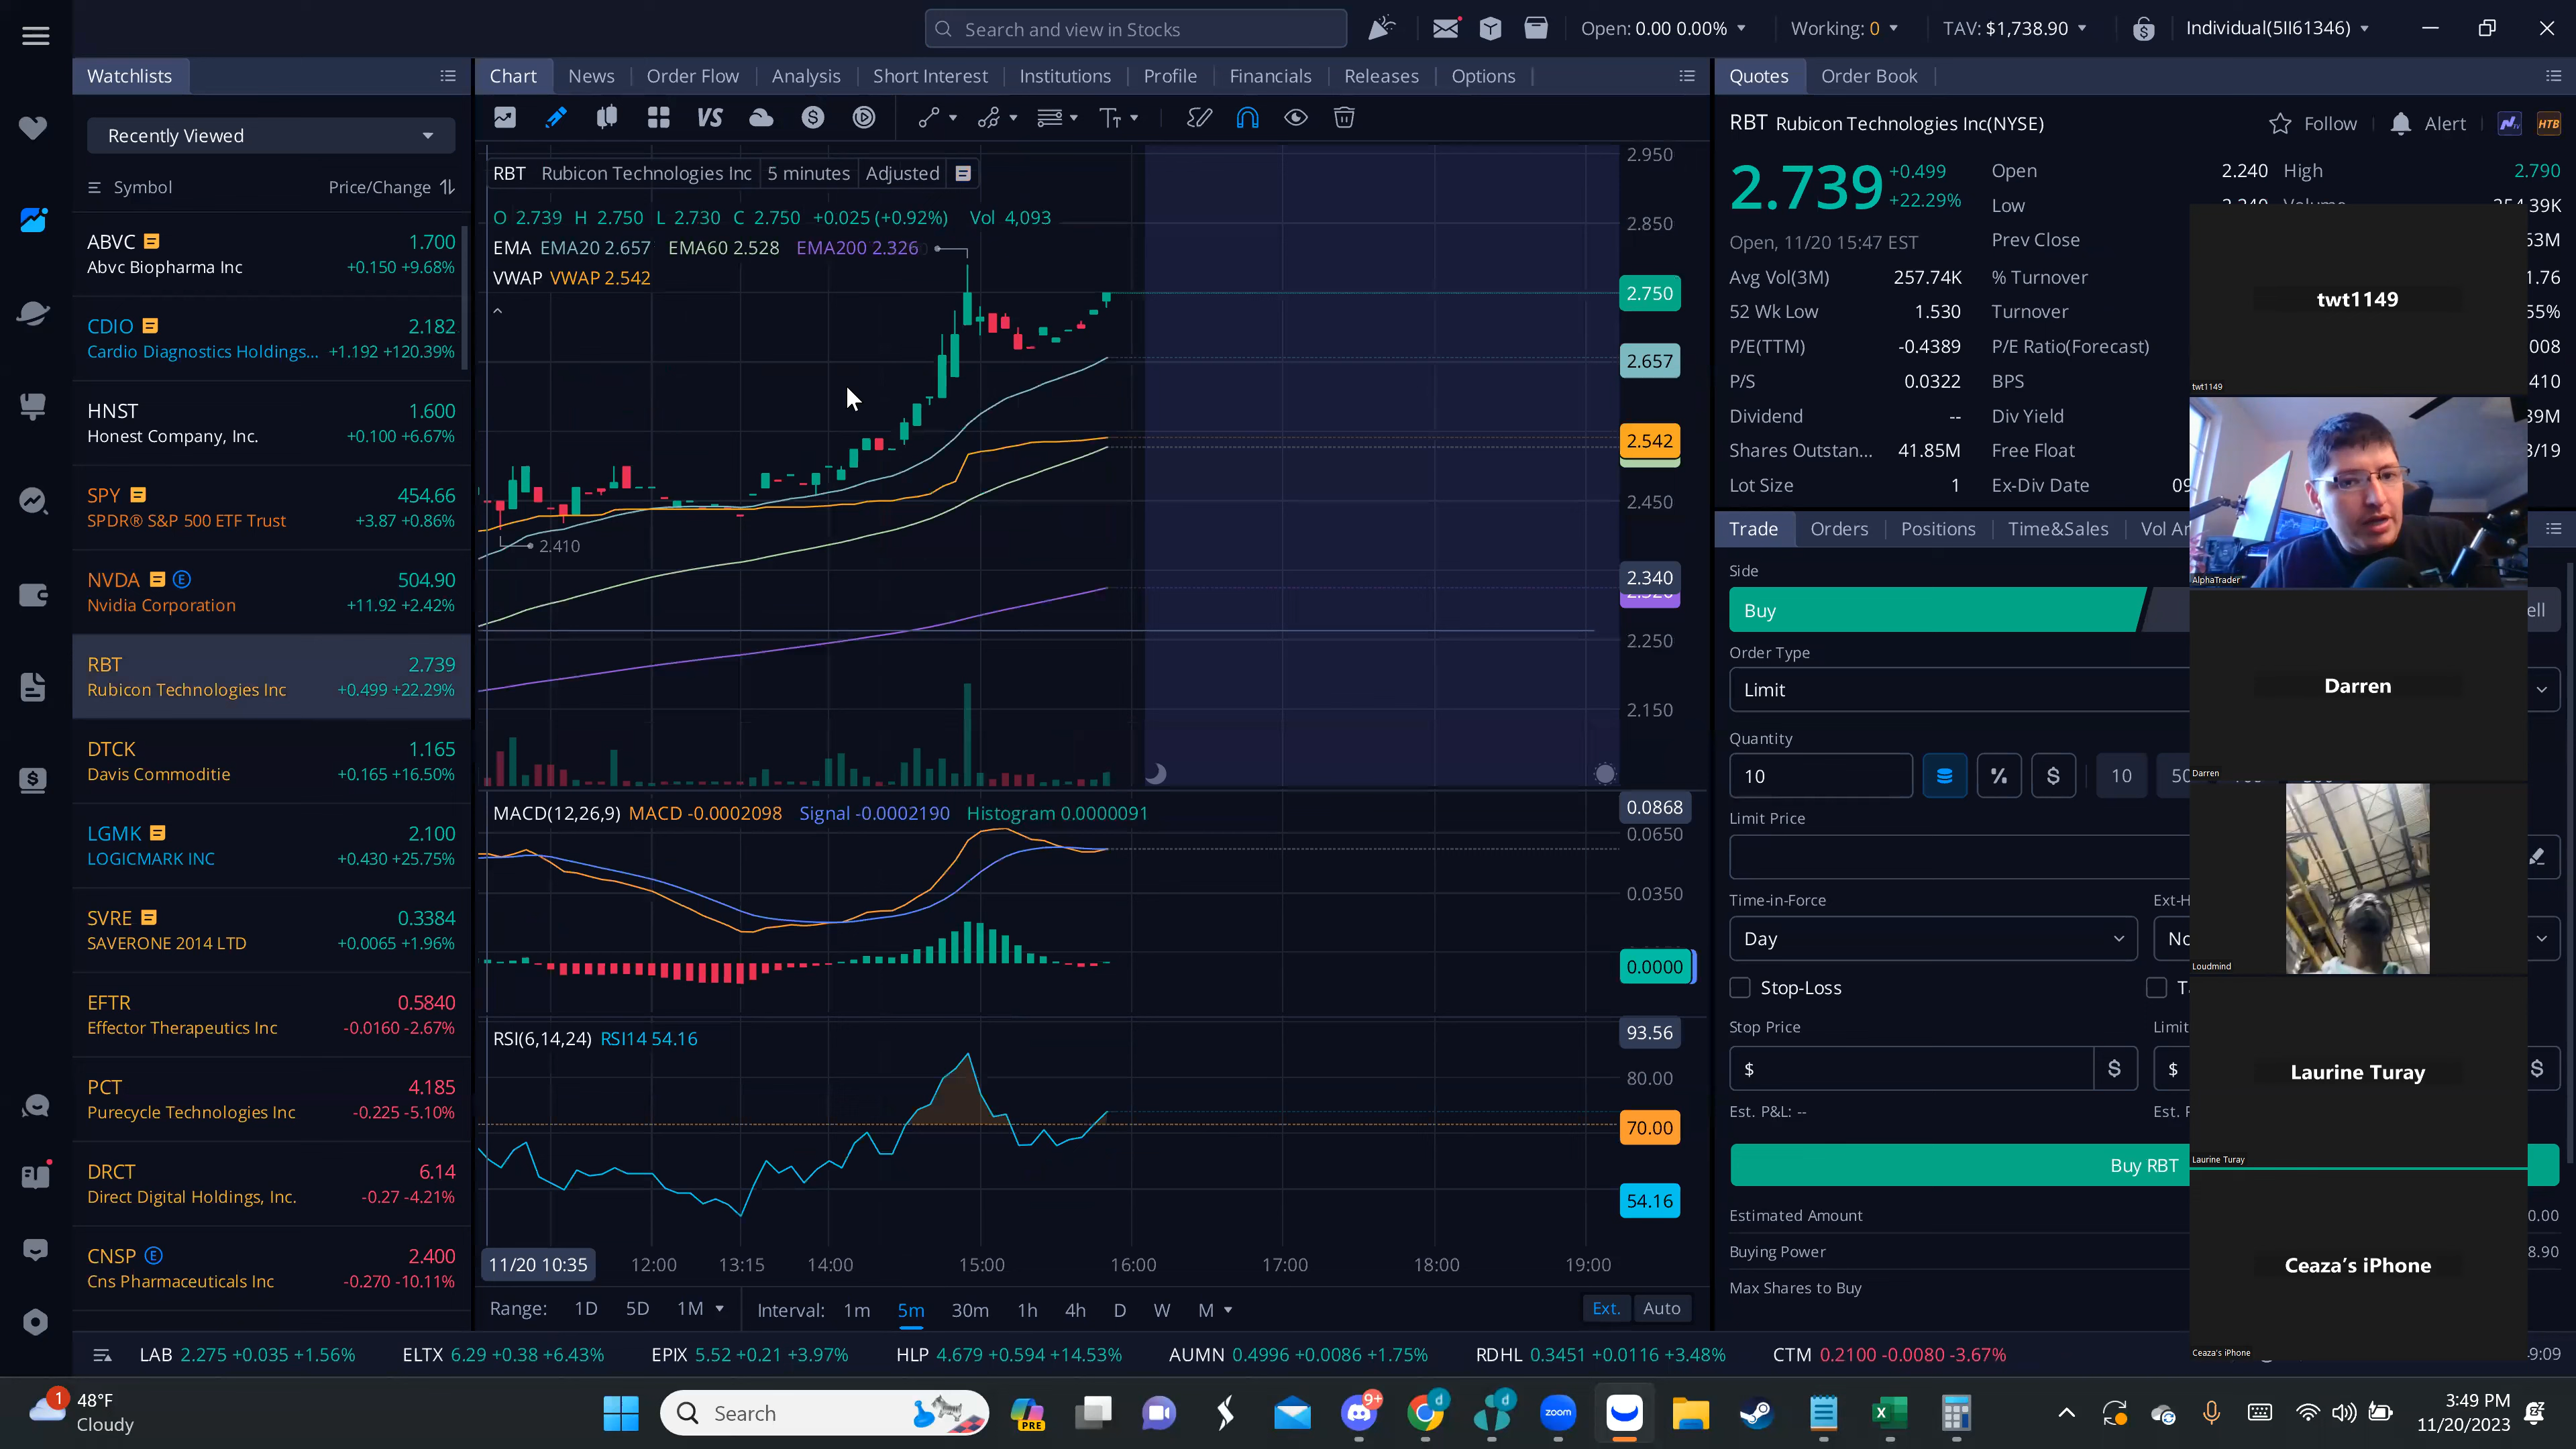 Search and view in Stocks
Open: 0.00 0.00%
Working: 0
TAV: $1,738.90
Individual(5II61346)
Watchlists
Recently Viewed
Symbol Price/Change
ABVC 1.700
Abvc Biopharma Inc +0.150 +9.68%
CDIO 2.182
Cardio Diagnostics Holdings... +1.192 +120.39%
HNST 1.600
Honest Company, Inc. +0.100 +6.67%
SPY 454.66
SPDR® S&P 500 ETF Trust +3.87 +0.86%
NVDA E 504.90
Nvidia Corporation +11.92 +2.42%
RBT 2.739
Rubicon Technologies Inc +0.499 +22.29%
DTCK 1.165
Davis Commoditie +0.165 +16.50%
LGMK 2.100
LOGICMARK INC +0.430 +25.75%
SVRE 0.3384
SAVERONE 2014 LTD +0.0065 +1.96%
EFTR 0.5840
Effector Therapeutics Inc -0.0160 -2.67%
PCT 4.185
Purecycle Technologies Inc -0.225 -5.10%
DRCT 6.14
Direct Digital Holdings, Inc. -0.27 -4.21%
CNSP E 2.400
Cns Pharmaceuticals Inc -0.270 -10.11%
Chart News Order Flow Analysis Short Interest Institutions Profile Financials Releases Options
VS
RBT Rubicon Technologies Inc 5 minutes Adjusted
O 2.739 H 2.750 L 2.730 C 2.750 +0.025 (+0.92%) Vol 4,093
EMA EMA20 2.657 EMA60 2.528 EMA200 2.326
VWAP VWAP 2.542
2.410
2.950
2.850
2.750
2.657
2.542
2.450
2.340
2.250
2.150
MACD(12,26,9) MACD -0.0002098 Signal -0.0002190 Histogram 0.0000091
0.0868
0.0650
0.0350
0.0000
RSI(6,14,24) RSI14 54.16
93.56
80.00
70.00
54.16
11/20 10:35 12:00 13:15 14:00 15:00 16:00 17:00 18:00 19:00
Range: 1D 5D 1M Interval: 1m 5m 30m 1h 4h D W M Ext. Auto
Quotes Order Book
RBT Rubicon Technologies Inc(NYSE)
Follow Alert HTB
2.739 +0.499
+22.29%
Open, 11/20 15:47 EST
Open 2.240 High 2.790
Low
Prev Close
Avg Vol(3M) 257.74K % Turnover
52 Wk Low 1.530 Turnover
P/E(TTM) -0.4389 P/E Ratio(Forecast)
P/S 0.0322 BPS
Dividend -- Div Yield
Shares Outstan... 41.85M Free Float
Lot Size 1 Ex-Div Date
Trade Orders Positions Time&Sales
Side
Buy
Order Type
Limit
Quantity
10 % $ 10
Limit Price
Time-in-Force
Day
Stop-Loss
Stop Price
$ $ $ $
Est. P&L: --
Buy RBT
Estimated Amount
Buying Power
Max Shares to Buy
twt1149
twt1149
AlphaTrader
Darren
Darren
Loudmind
Laurine Turay
Laurine Turay
Ceaza's iPhone
Ceaza's iPhone
LAB 2.275 +0.035 +1.56% ELTX 6.29 +0.38 +6.43% EPIX 5.52 +0.21 +3.97% HLP 4.679 +0.594 +14.53% AUMN 0.4996 +0.0086 +1.75% RDHL 0.3451 +0.0116 +3.48% CTM 0.2100 -0.0080 -3.67%
1 48°F
Cloudy
Search
PRE
9+
d
d
zoom
3:49 PM
11/20/2023